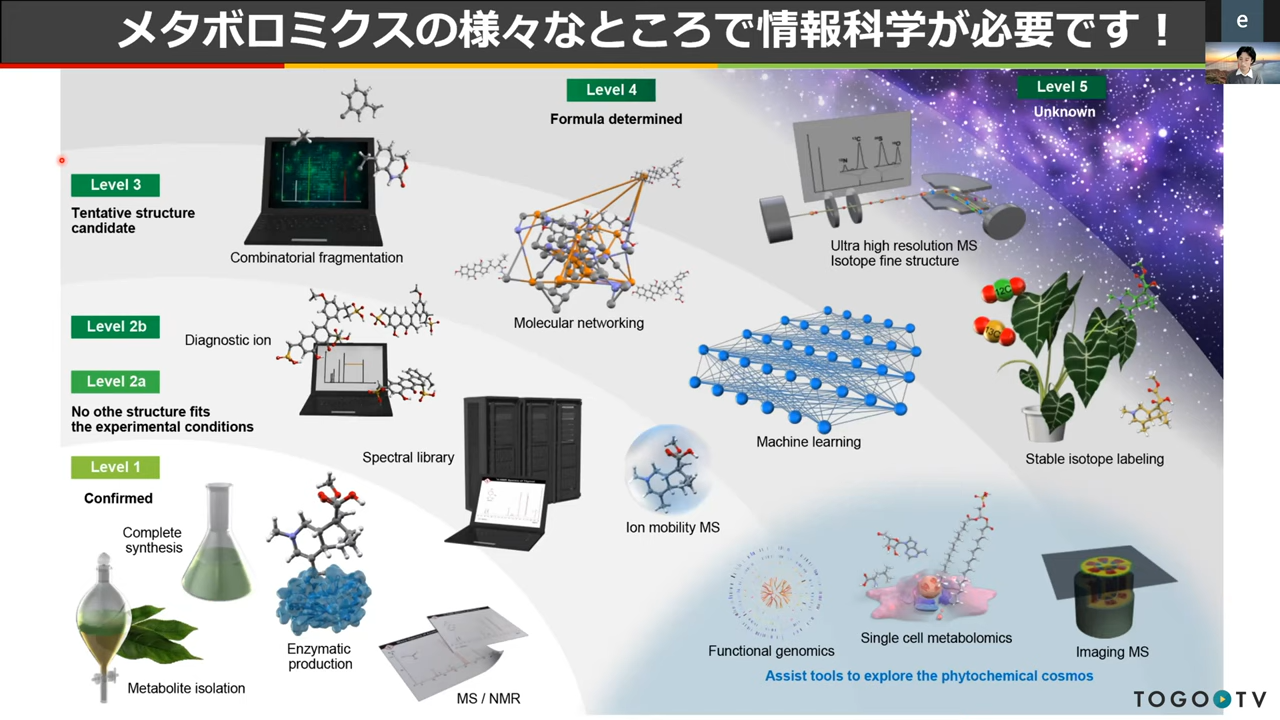 メタボロミクスの様々なところで情報科学が必要です！
e
Level 4
Formula determined
Level 5
Unknown
Level 3
Tentative structure
candidate
Combinatorial fragmentation
Molecular networking
Ultra high resolution MS
Isotope fine structure
12C
13C
Level 2b
Diagnostic ion
Level 2a
No othe structure fits
the experimental conditions
Machine learning
Stable isotope labeling
Spectral library
Level 1
Confirmed
Ion mobility MS
Complete
synthesis
Enzymatic
production
Metabolite isolation
MS / NMR
Functional genomics
Single cell metabolomics
Imaging MS
Assist tools to explore the phytochemical cosmos
TOGO TV